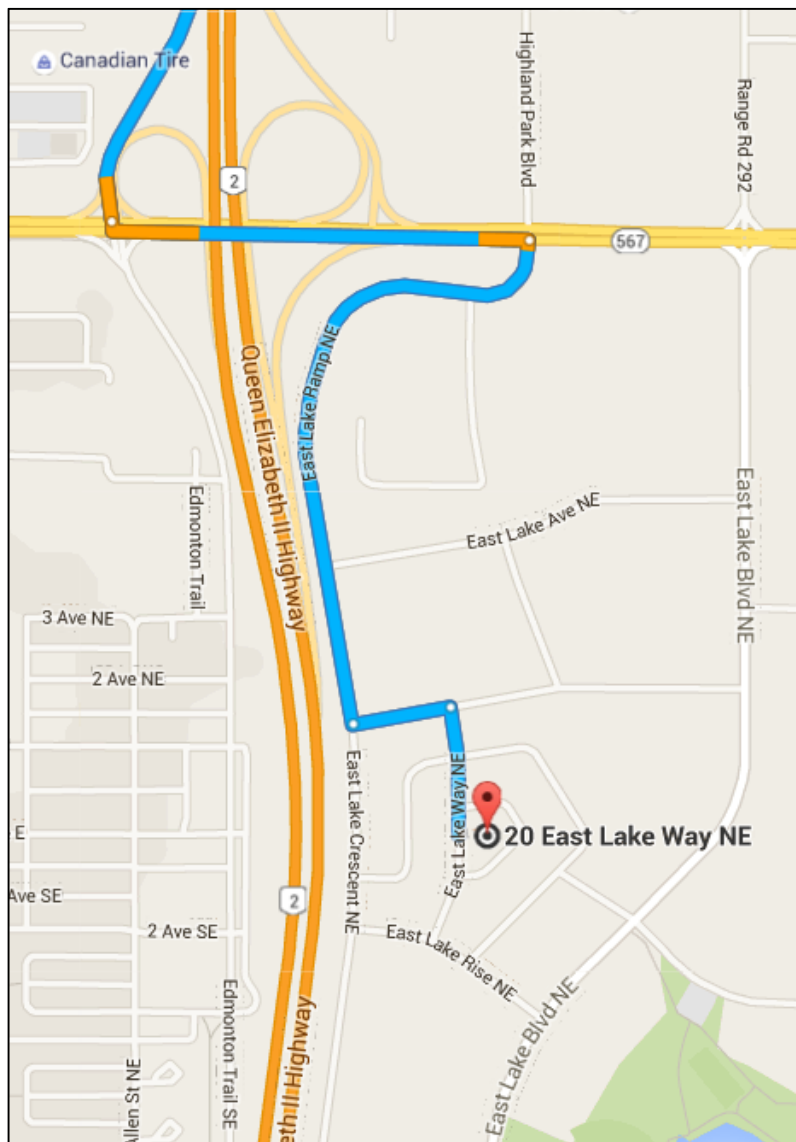 Canadian Tire
Highland Park Blvd
Range Rd 292
2
567
East Lake Ramp NE
Queen Elizabeth II Highway
East Lake Ave NE
East Lake Blvd NE
Edmonton Trail
3 Ave NE
2 Ave NE
East Lake Way NE
20 East Lake Way NE
East Lake Crescent NE
E
Ave SE
2
2 Ave SE
East Lake Rise NE
Edmonton Trail SE
East Lake Blvd NE
Allen St NE
ath II Highway